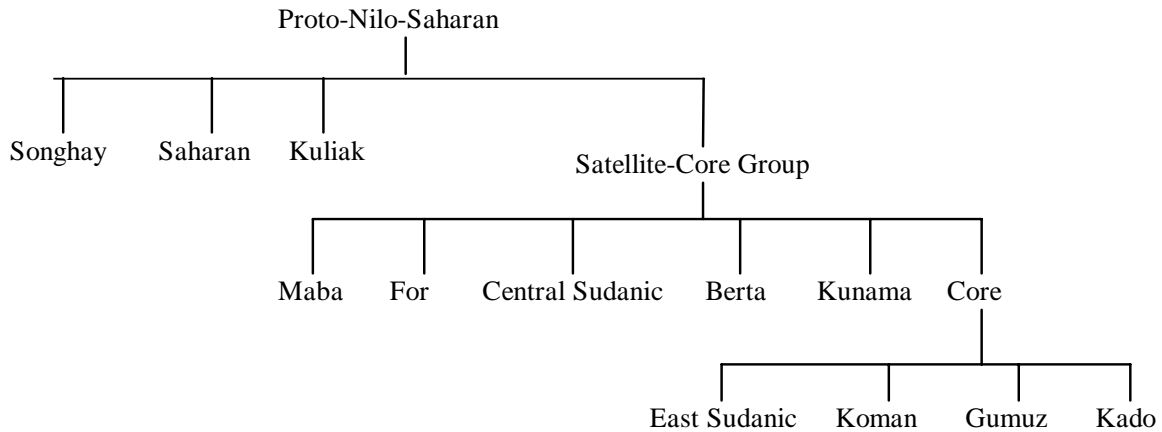 Proto-Nilo-Saharan
Songhay Saharan Kuliak
Satellite-Core Group
Maba For Central Sudanic Berta Kunama Core
East Sudanic Koman Gumuz Kado